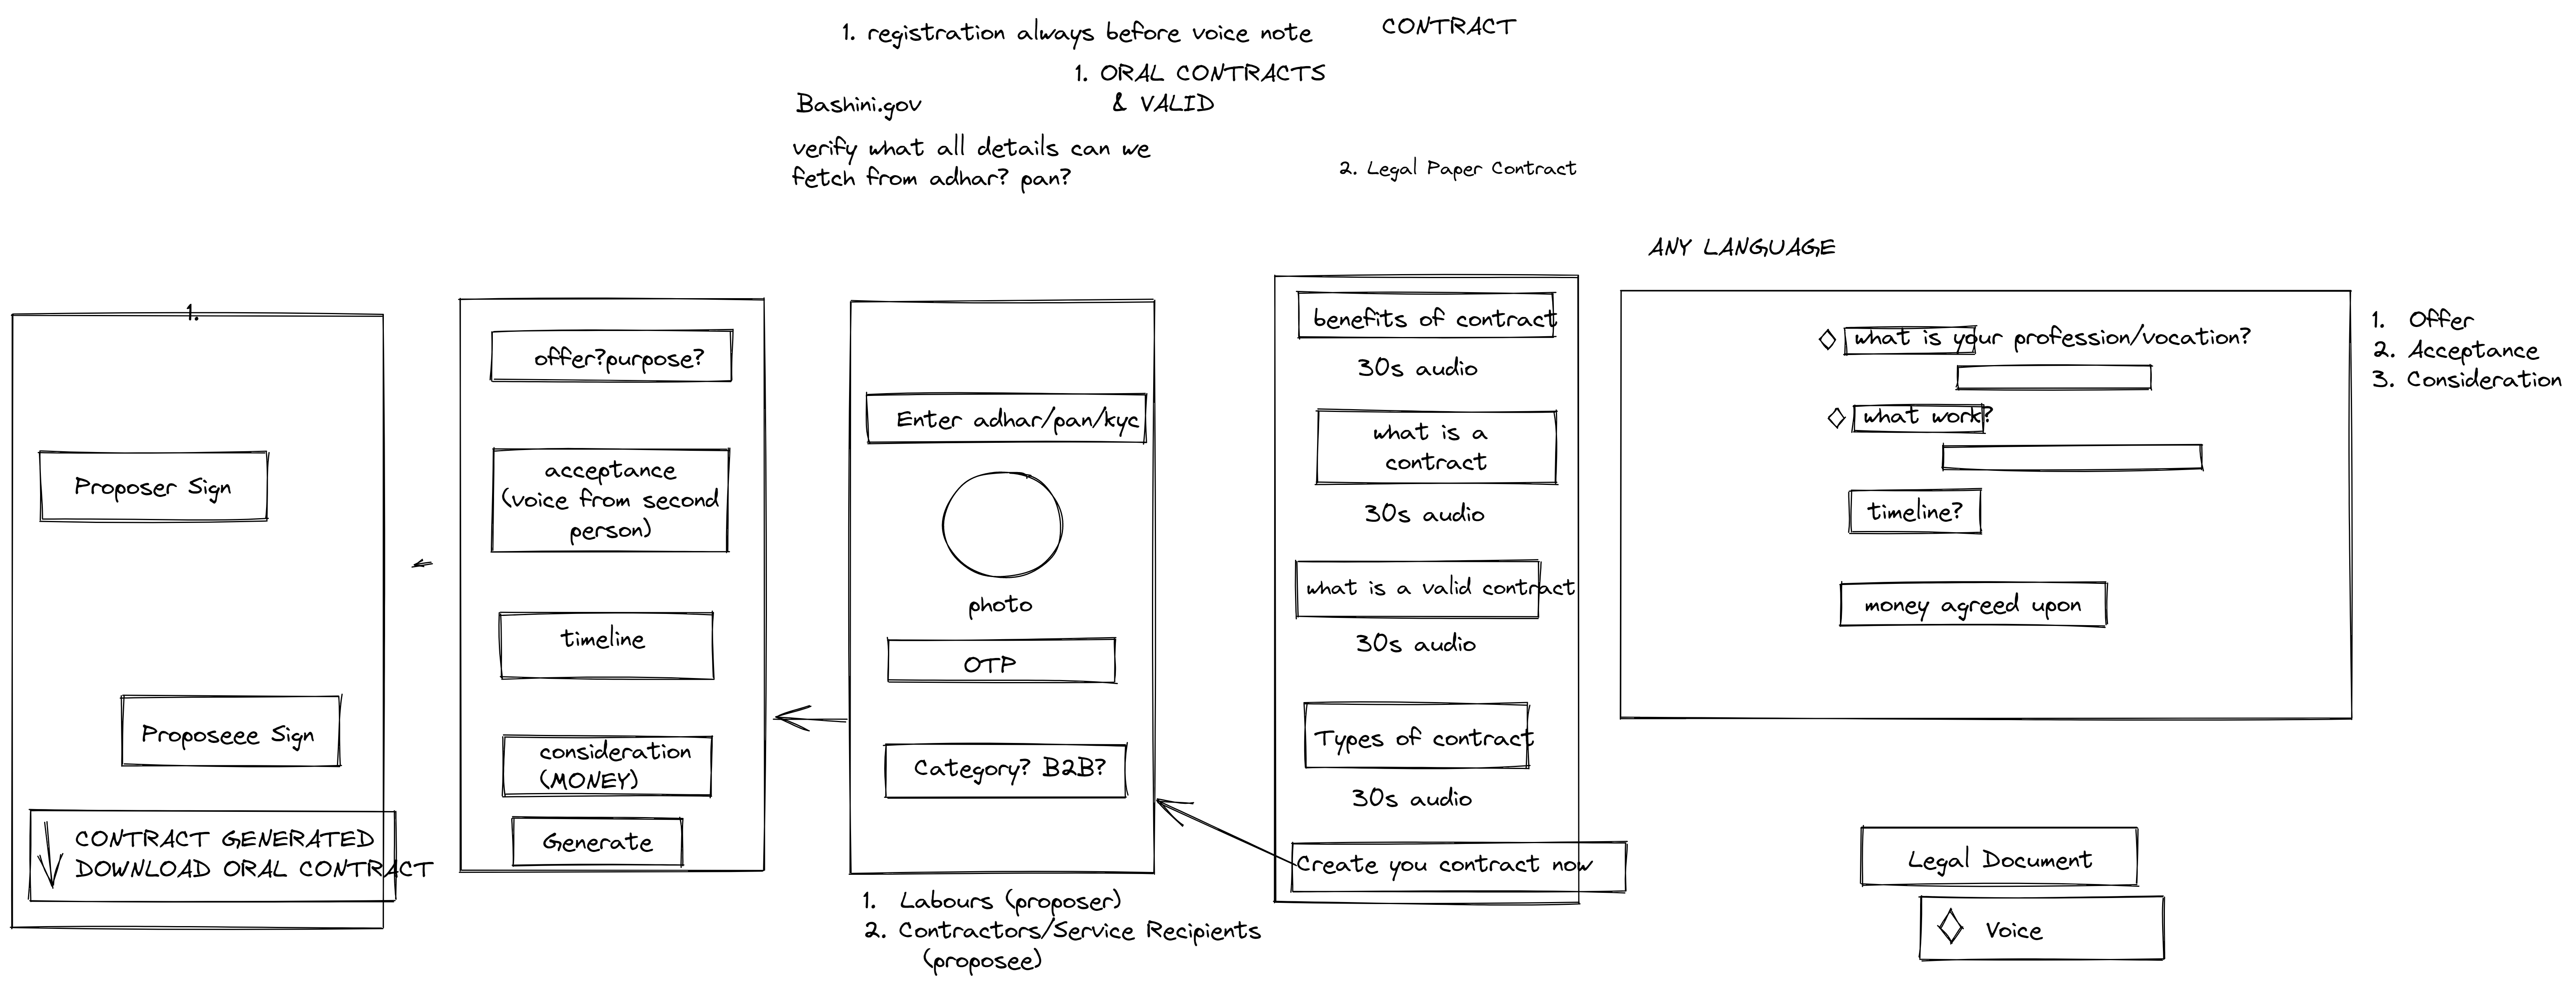 1. registration always before voice note
CONTRACT
1. ORAL CONTRACTS
& VALID
Bashini.gov
verify what all details can we
fetch from adhar? pan?
2. Legal Paper Contract
ANY LANGUAGE
1.
Proposer Sign
Proposeee Sign
CONTRACT GENERATED
DOWNLOAD ORAL CONTRACT
offer?purpose?
acceptance
(voice from second
person)
timeline
consideration
(MONEY)
Generate
Enter adhar/pan/kyc
photo
OTP
Category? B2B?
1. Labours (proposer)
2. Contractors/Service Recipients
(proposee)
benefits of contract
30s audio
what is a
contract
30s audio
what is a valid contract
30s audio
Types of contract
30s audio
Create you contract now
what is your profession/vocation?
what work?
timeline?
money agreed upon
1. Offer
2. Acceptance
3. Consideration
Legal Document
Voice